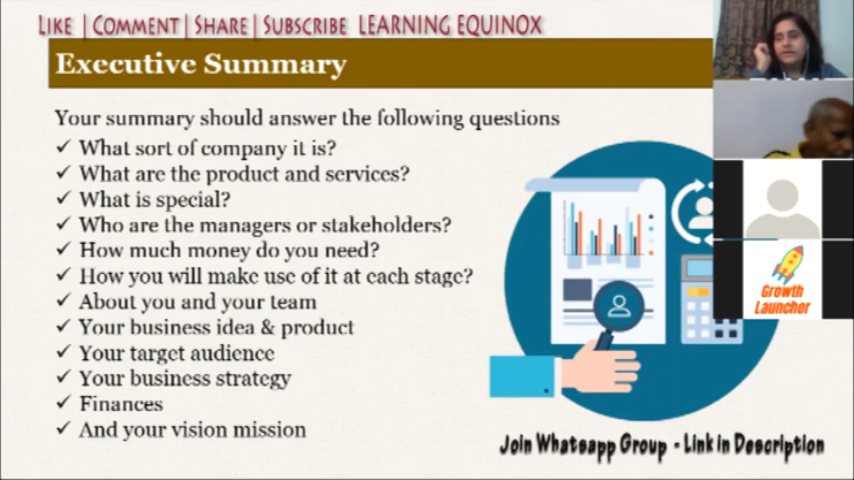 LIKE | COMMENT | SHARE | SUBSCRIBE LEARNING EQUINOX
Executive Summary
Your summary should answer the following questions
✓ What sort of company it is?
✓ What are the product and services?
✓ What is special?
✓ Who are the managers or stakeholders?
✓ How much money do you need?
✓ How you will make use of it at each stage?
✓ About you and your team
✓ Your business idea & product
✓ Your target audience
✓ Your business strategy
✓ Finances
✓ And your vision mission
Growth
Launcher
Join Whatsapp Group - Link in Description